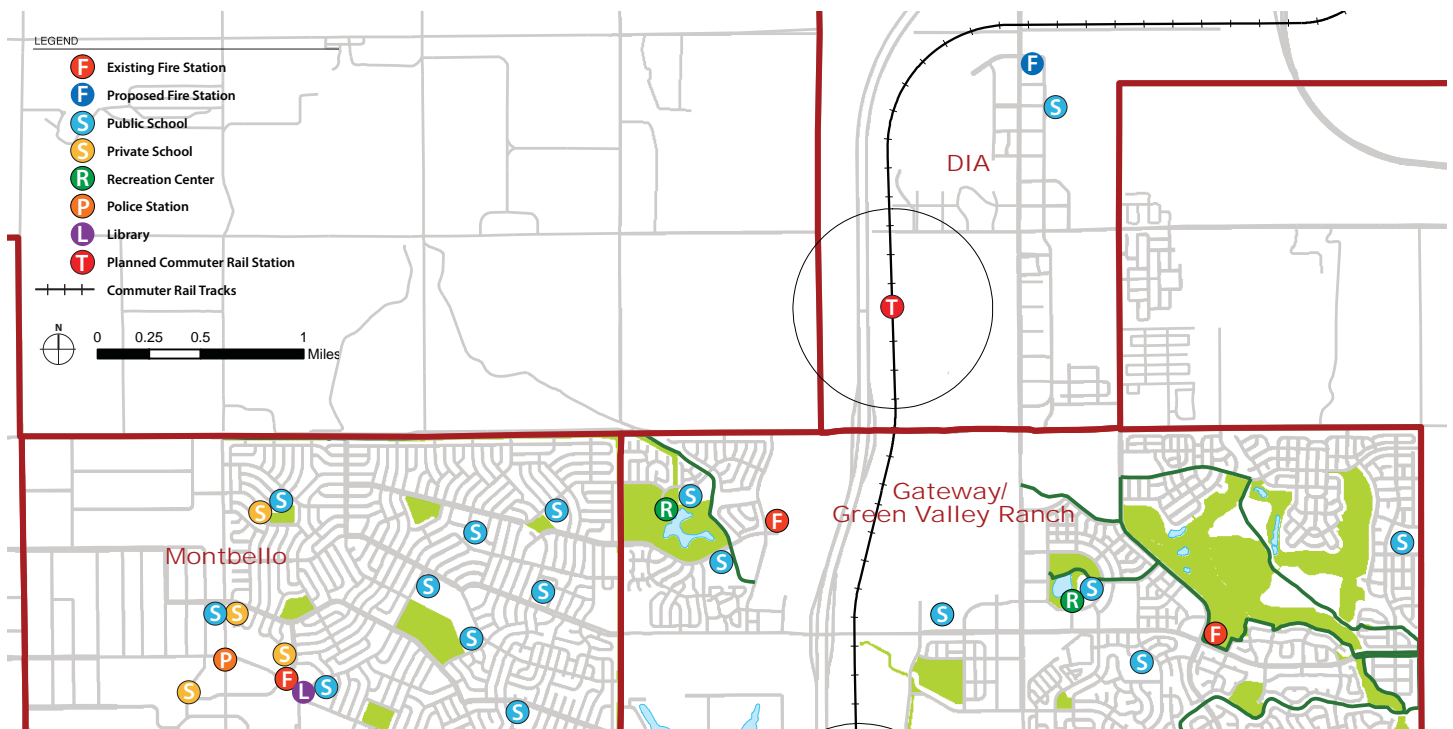 LEGEND
F Existing Fire Station
F Proposed Fire Station
S Public School
S Private School
R Recreation Center
P Police Station
L Library
T Planned Commuter Rail Station
Commuter Rail Tracks
N
0 0.25 0.5 1
Miles
F
S
DIA
T
Gateway/
Green Valley Ranch
Montbello
S
S
S
S
S
R
F
S
S
S
S
S
S
S
S
R
S
F
S
P
S
S
F
L
S
S